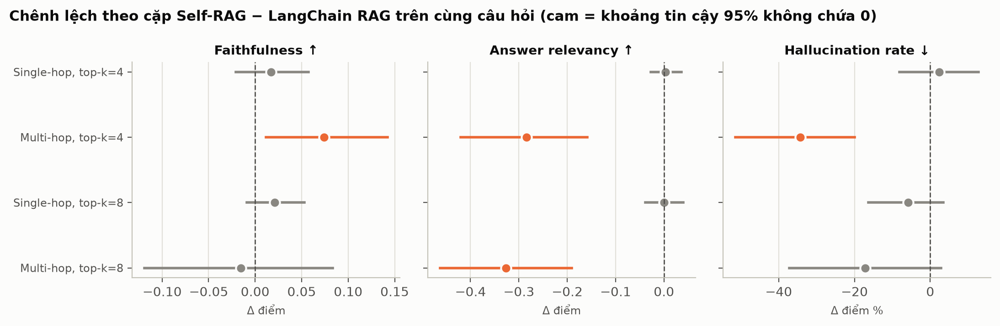 Chênh lệch theo cặp Self-RAG − LangChain RAG trên cùng câu hỏi (cam = khoảng tin cậy 95% không chứa 0)
Faithfulness ↑
Answer relevancy ↑
Hallucination rate ↓
Single-hop, top-k=4
Multi-hop, top-k=4
Single-hop, top-k=8
Multi-hop, top-k=8
−0.10 −0.05 0.00 0.05 0.10 0.15
−0.4 −0.3 −0.2 −0.1 0.0
−40 −20 0
Δ điểm
Δ điểm
Δ điểm %